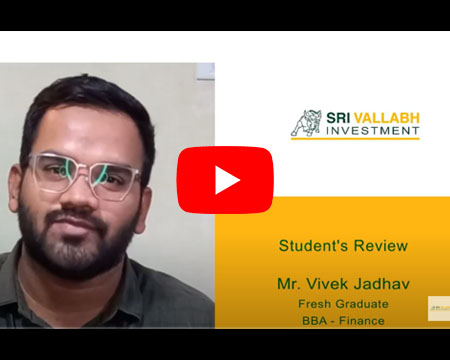 SRI VALLABH
INVESTMENT
Student's Review
Mr. Vivek Jadhav
Fresh Graduate
BBA - Finance